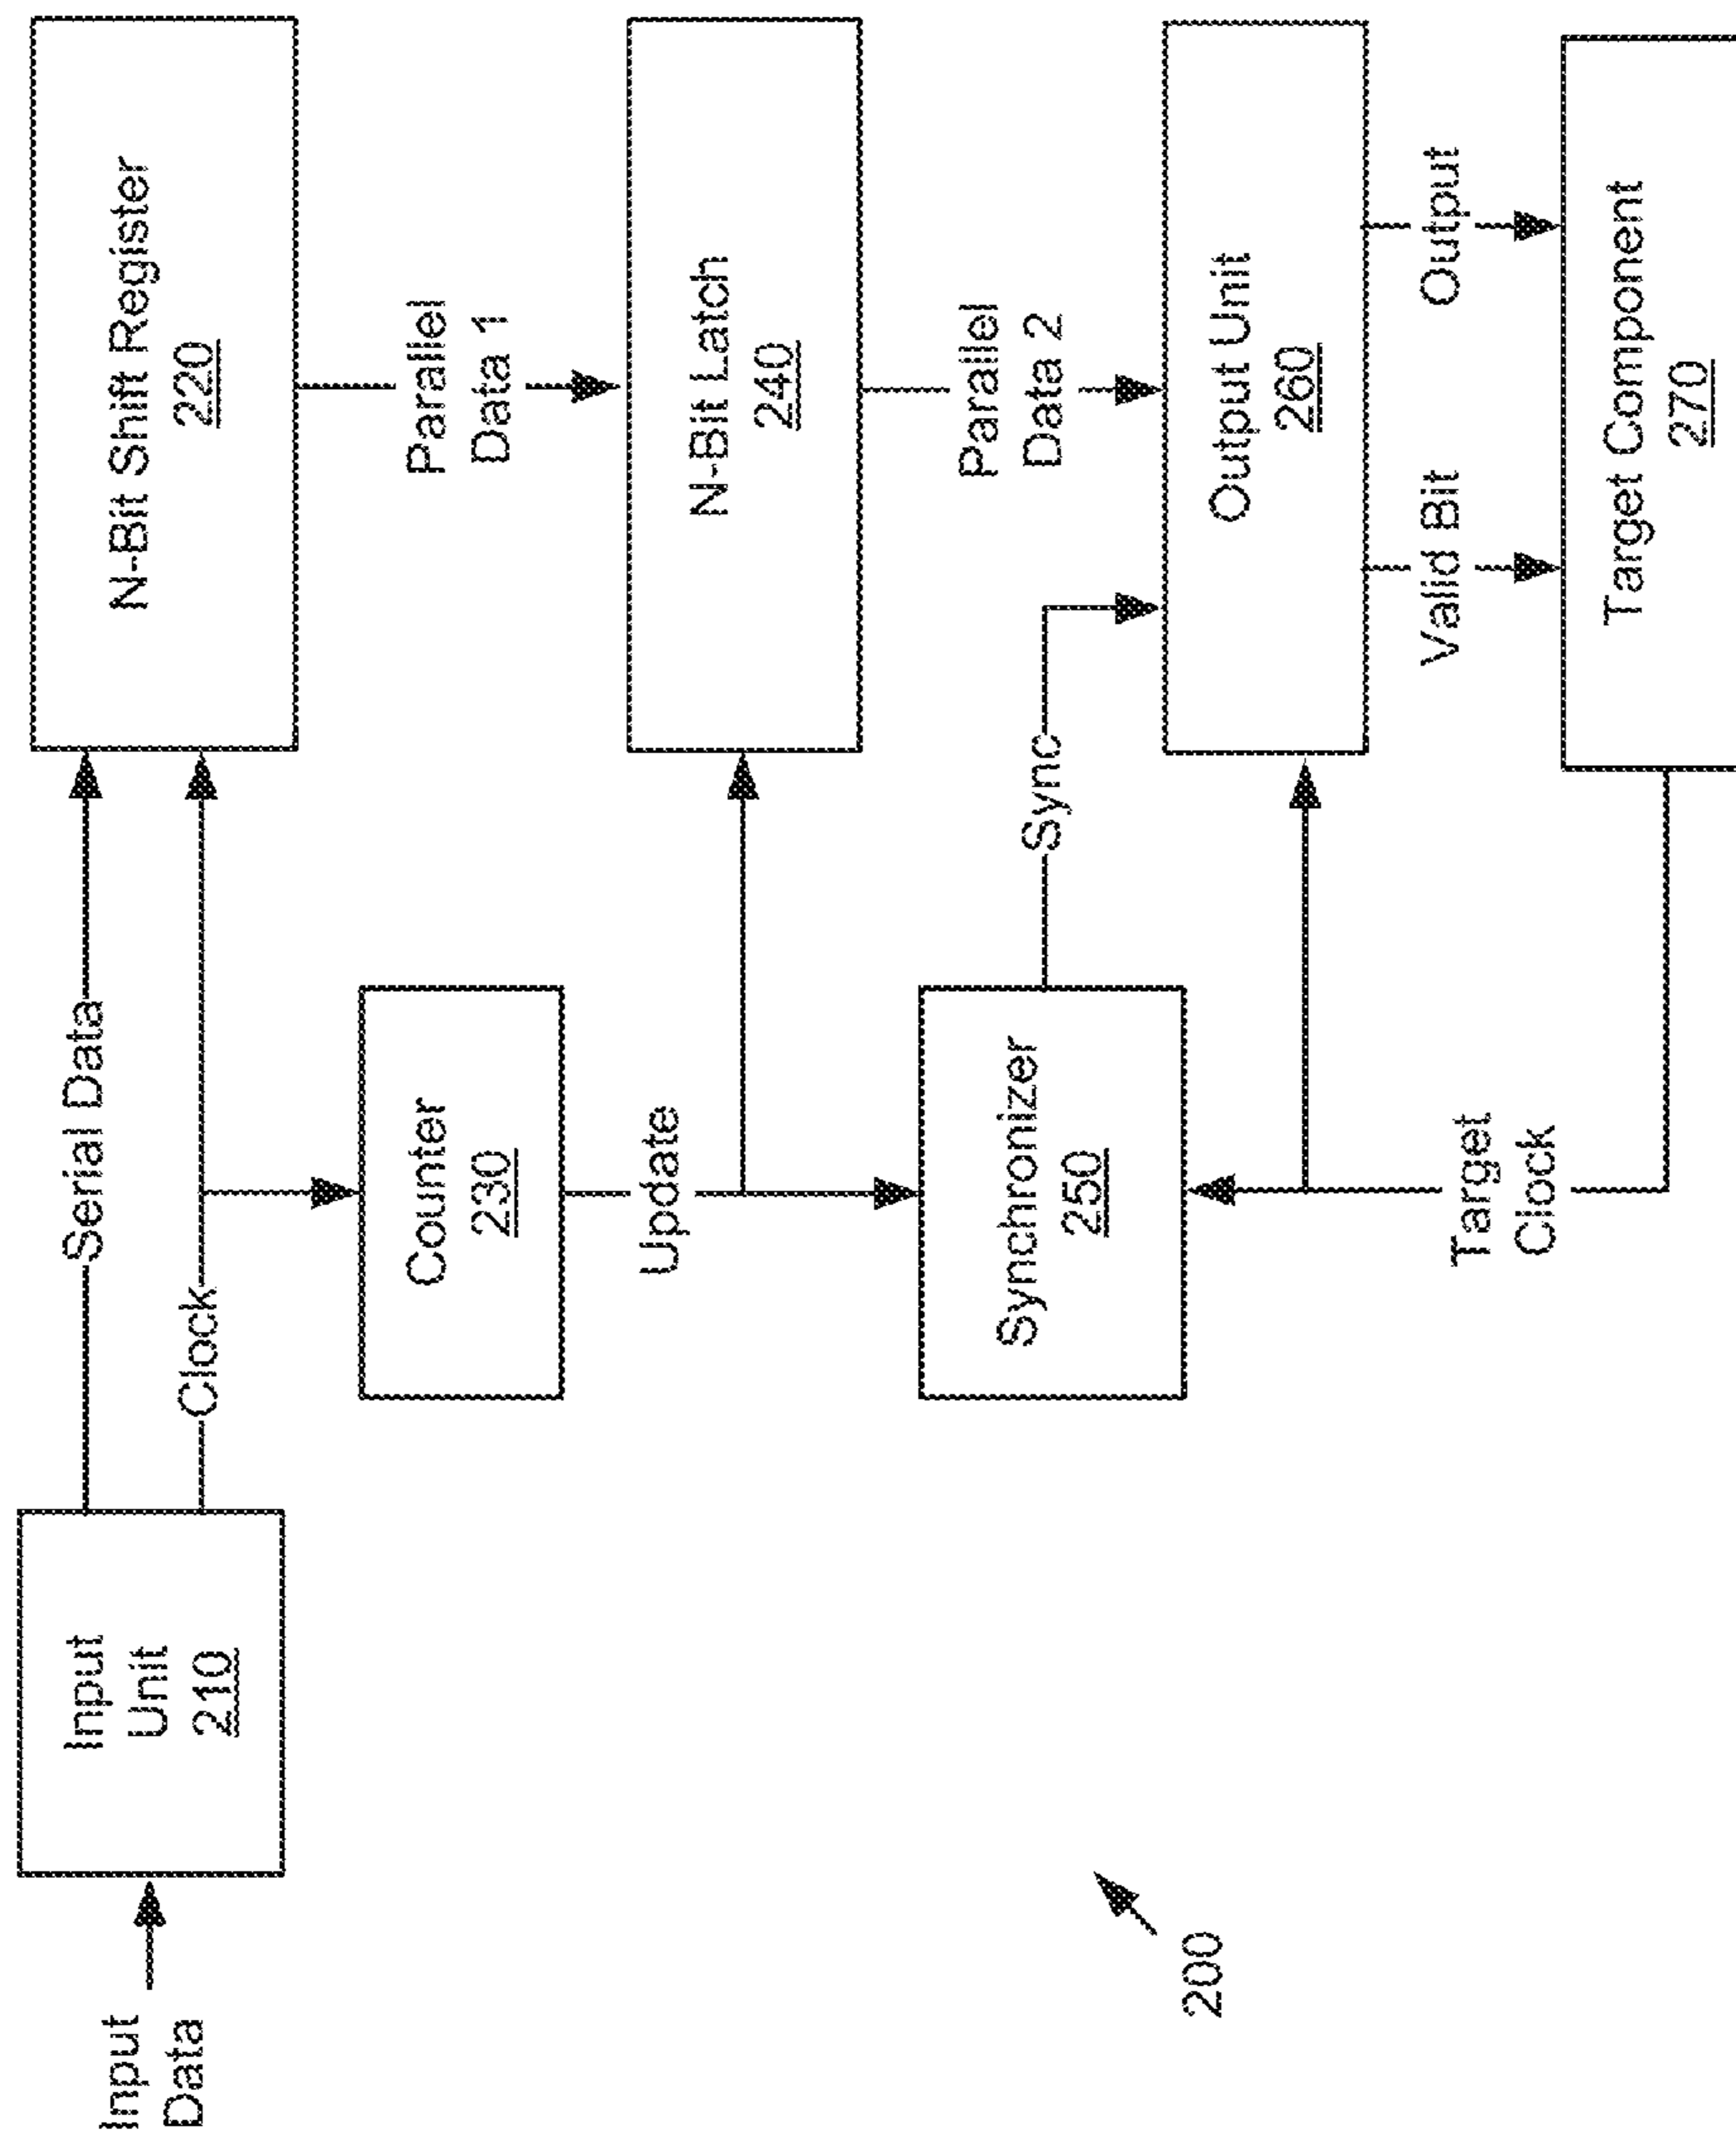 Input
Data
Input
Unit
210
Serial Data
Clock
N-Bit Shift Register
220
Counter
230
Parallel
Data 1
Update
N-Bit Latch
240
Synchronizer
250
Sync
Parallel
Data 2
Output Unit
260
Target
Clock
Valid Bit
Output
Target Component
270
200